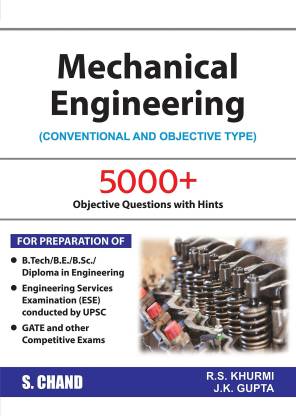 Mechanical
Engineering
(CONVENTIONAL AND OBJECTIVE TYPE)
5000+
Objective Questions with Hints
FOR PREPARATION OF
B.Tech/B.E./B.Sc./
Diploma in Engineering
Engineering Services
Examination (ESE)
conducted by UPSC
GATE and other
Competitive Exams
R.S. KHURMI
J.K. GUPTA
S. CHAND